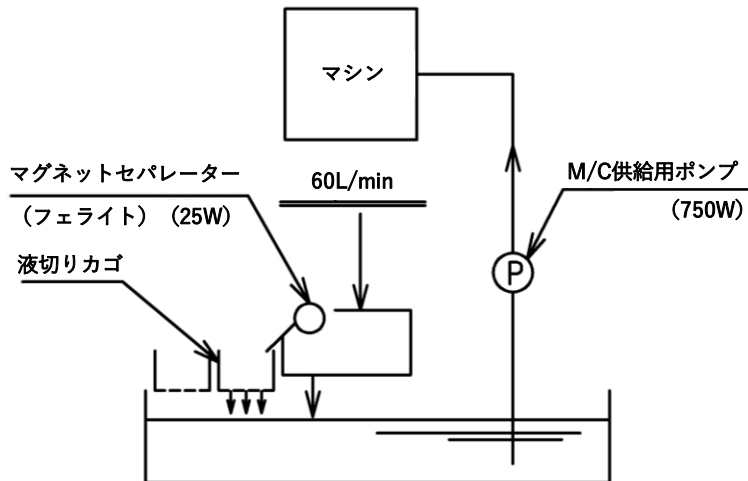 マシン
マグネットセパレーター
（フェライト）（25W）
60L/min
M/C供給用ポンプ
（750W）
液切りカゴ
P